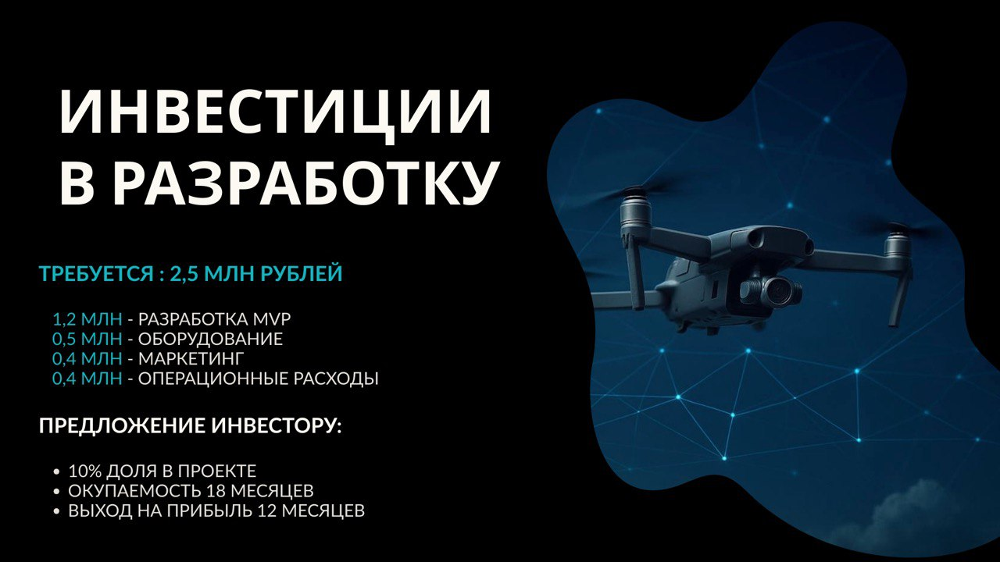 ИНВЕСТИЦИИ
В РАЗРАБОТКУ
ТРЕБУЕТСЯ : 2,5 МЛН РУБЛЕЙ
1,2 МЛН - РАЗРАБОТКА MVP
0,5 МЛН - ОБОРУДОВАНИЕ
0,4 МЛН - МАРКЕТИНГ
0,4 МЛН - ОПЕРАЦИОННЫЕ РАСХОДЫ
ПРЕДЛОЖЕНИЕ ИНВЕСТОРУ:
• 10% ДОЛЯ В ПРОЕКТЕ
• ОКУПАЕМОСТЬ 18 МЕСЯЦЕВ
• ВЫХОД НА ПРИБЫЛЬ 12 МЕСЯЦЕВ